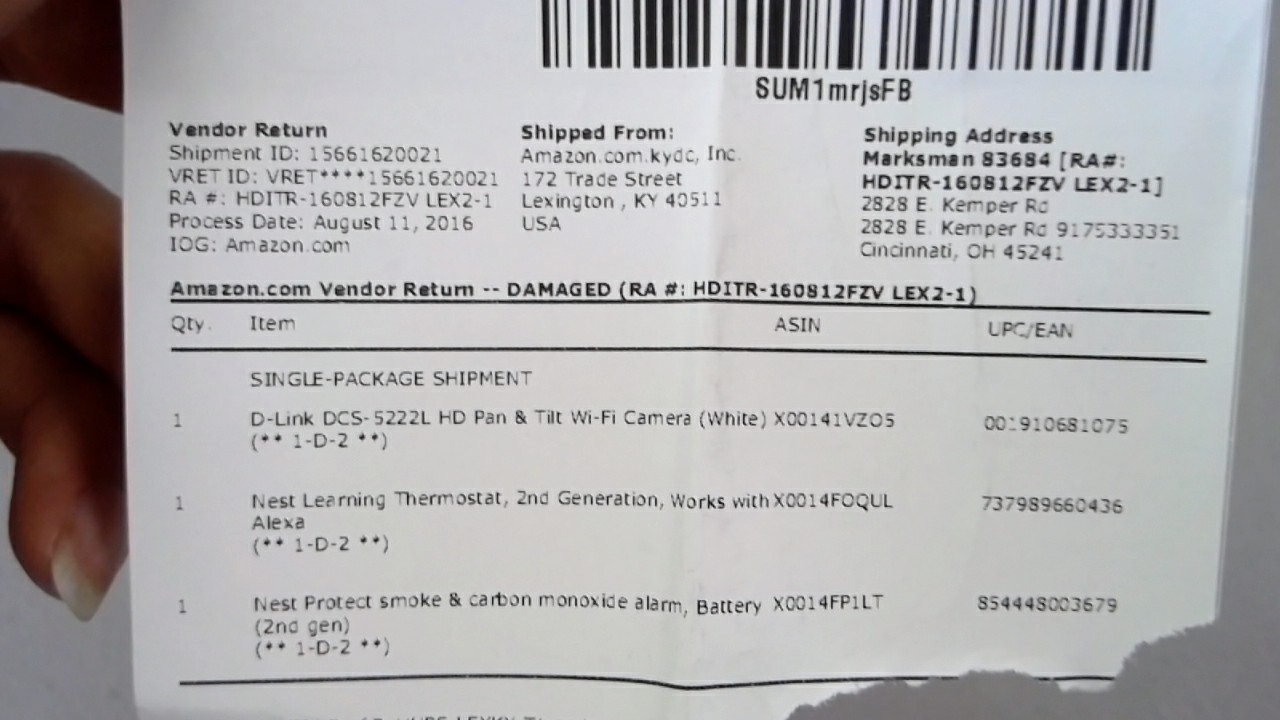 SUM1mrjsFB
Vendor Return
Shipment ID: 15661620021
VRET ID: VRET****15661620021
RA #: HDITR-160812FZV LEX2-1
Process Date: August 11, 2016
IOG: Amazon.com
Shipped From:
Amazon.com.kydc, Inc.
172 Trade Street
Lexington , KY 40511
USA
Shipping Address
Marksman 83684 [RA#:
HDITR-160812FZV LEX2-1]
2828 E. Kemper Rd
2828 E. Kemper Rd 9175333351
Cincinnati, OH 45241
Amazon.com Vendor Return -- DAMAGED (RA #: HDITR-160812FZV LEX2-1)
Qty. Item ASIN UPC/EAN
SINGLE-PACKAGE SHIPMENT
1 D-Link DCS-5222L HD Pan & Tilt Wi-Fi Camera (White) X00141VZO5 001910681075
(** 1-D-2 **)
1 Nest Learning Thermostat, 2nd Generation, Works with X0014FOQUL 737989660436
Alexa
(** 1-D-2 **)
1 Nest Protect smoke & carbon monoxide alarm, Battery X0014FP1LT 854448003679
(2nd gen)
(** 1-D-2 **)